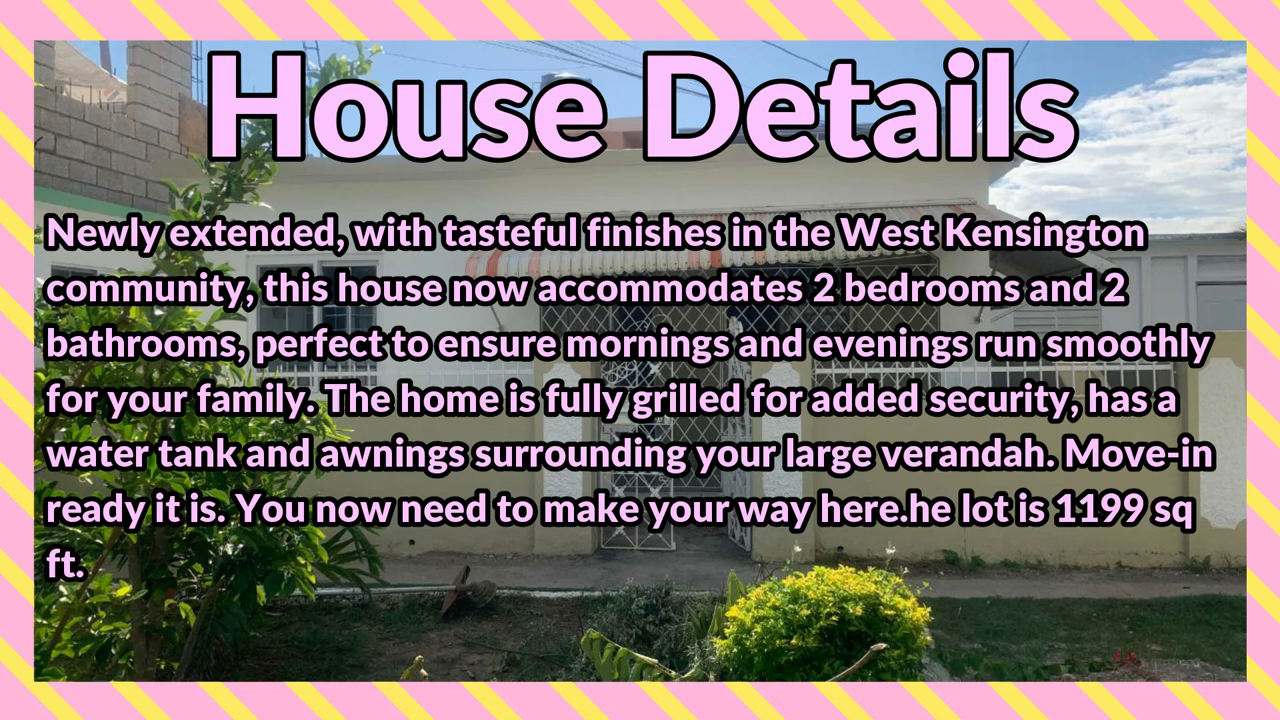 House Details
Newly extended, with tasteful finishes in the West Kensington
community, this house now accommodates 2 bedrooms and 2
bathrooms, perfect to ensure mornings and evenings run smoothly
for your family. The home is fully grilled for added security, has a
water tank and awnings surrounding your large verandah. Move-in
ready it is. You now need to make your way here.he lot is 1199 sq
ft.